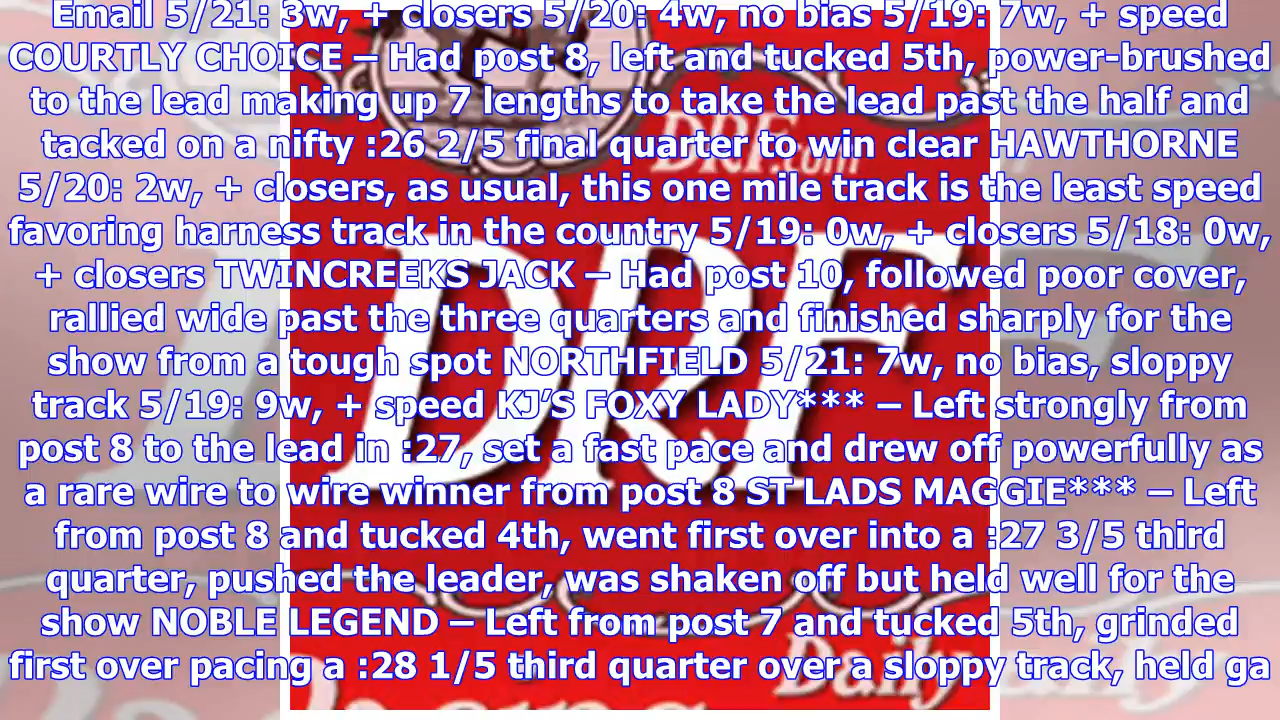 Email 5/21: 3w, + closers 5/20: 4w, no bias 5/19: 7w, + speed
COURTLY CHOICE – Had post 8, left and tucked 5th, power-brushed
to the lead making up 7 lengths to take the lead past the half and
tacked on a nifty :26 2/5 final quarter to win clear HAWTHORNE
5/20: 2w, + closers, as usual, this one mile track is the least speed
favoring harness track in the country 5/19: 0w, + closers 5/18: 0w,
+ closers TWINCREEKS JACK – Had post 10, followed poor cover,
rallied wide past the three quarters and finished sharply for the
show from a tough spot NORTHFIELD 5/21: 7w, no bias, sloppy
track 5/19: 9w, + speed KJ’S FOXY LADY*** – Left strongly from
post 8 to the lead in :27, set a fast pace and drew off powerfully as
a rare wire to wire winner from post 8 ST LADS MAGGIE*** – Left
from post 8 and tucked 4th, went first over into a :27 3/5 third
quarter, pushed the leader, was shaken off but held well for the
show NOBLE LEGEND – Left from post 7 and tucked 5th, grinded
first over pacing a :28 1/5 third quarter over a sloppy track, held ga
DRF.com
DRF
Daily